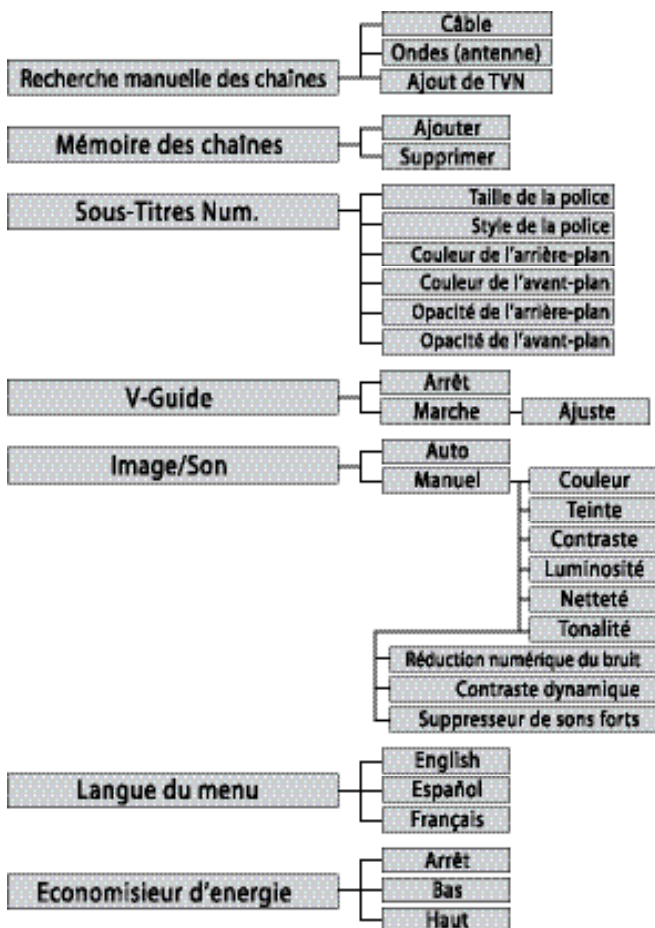 Recherche manuelle des chaînes
Câble
Ondes (antenne)
Ajout de TVN
Mémoire des chaînes
Ajouter
Supprimer
Sous-Titres Num.
Taille de la police
Style de la police
Couleur de l'arrière-plan
Couleur de l'avant-plan
Opacité de l'arrière-plan
Opacité de l'avant-plan
V-Guide
Arrêt
Marche
Ajuste
Image/Son
Auto
Manuel
Couleur
Teinte
Contraste
Luminosité
Netteté
Tonalité
Réduction numérique du bruit
Contraste dynamique
Suppresseur de sons forts
Langue du menu
English
Español
Français
Economisieur d'energie
Arrêt
Bas
Haut